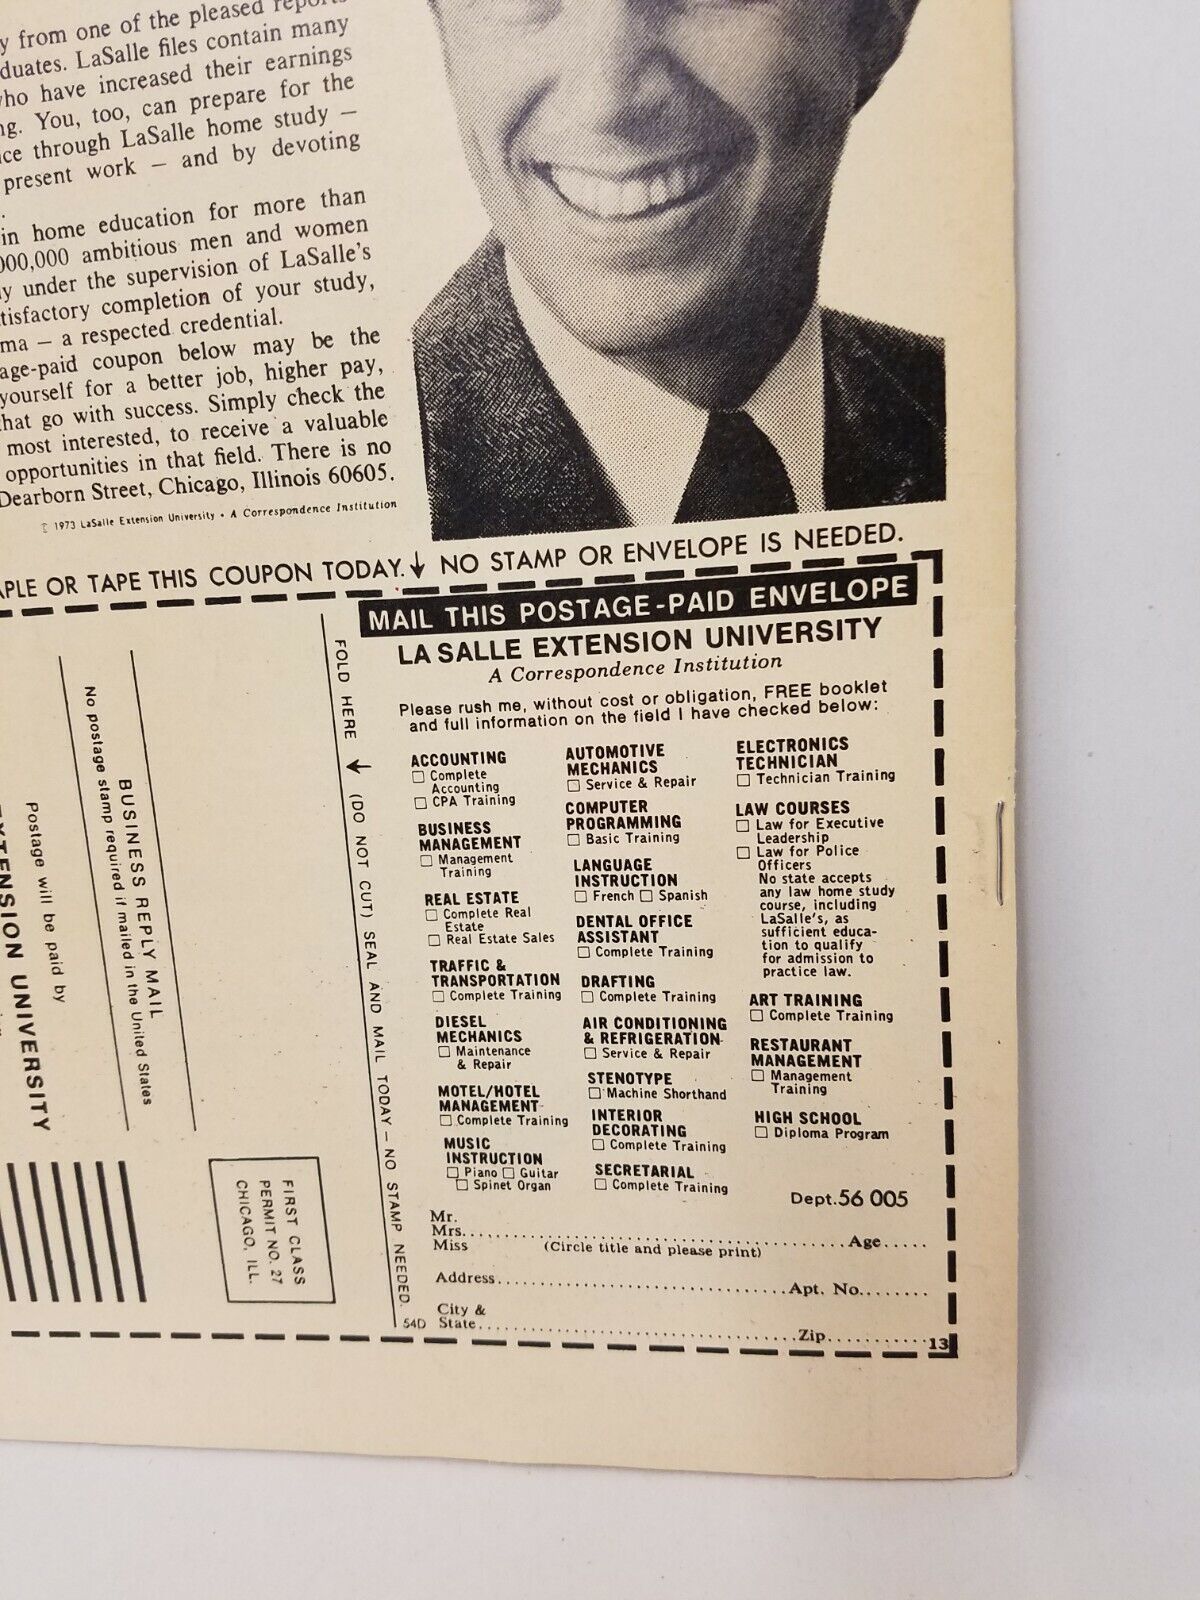 y from one of the pleased reports
duates. LaSalle files contain many
who have increased their earnings
ng. You, too, can prepare for the
ce through LaSalle home study —
present work — and by devoting
.
in home education for more than
000,000 ambitious men and women
y under the supervision of LaSalle's
tisfactory completion of your study,
ma — a respected credential.
age-paid coupon below may be the
yourself for a better job, higher pay,
that go with success. Simply check the
most interested, to receive a valuable
opportunities in that field. There is no
Dearborn Street, Chicago, Illinois 60605.
© 1973 LaSalle Extension University • A Correspondence Institution
APLE OR TAPE THIS COUPON TODAY. ↓ NO STAMP OR ENVELOPE IS NEEDED.
No postage stamp required if mailed in the United States
BUSINESS REPLY MAIL
Postage will be paid by
EXTENSION UNIVERSITY
FIRST CLASS
PERMIT NO. 27
CHICAGO, ILL.
FOLD HERE ↓ (DO NOT CUT) SEAL AND MAIL TODAY — NO STAMP NEEDED.
MAIL THIS POSTAGE-PAID ENVELOPE
LA SALLE EXTENSION UNIVERSITY
A Correspondence Institution
Please rush me, without cost or obligation, FREE booklet
and full information on the field I have checked below:
ACCOUNTING
☐ Complete
Accounting
☐ CPA Training
BUSINESS
MANAGEMENT
☐ Management
Training
REAL ESTATE
☐ Complete Real
Estate
☐ Real Estate Sales
TRAFFIC &
TRANSPORTATION
☐ Complete Training
DIESEL
MECHANICS
☐ Maintenance
& Repair
MOTEL/HOTEL
MANAGEMENT
☐ Complete Training
MUSIC
INSTRUCTION
☐ Piano ☐ Guitar
☐ Spinet Organ
AUTOMOTIVE
MECHANICS
☐ Service & Repair
COMPUTER
PROGRAMMING
☐ Basic Training
LANGUAGE
INSTRUCTION
☐ French ☐ Spanish
DENTAL OFFICE
ASSISTANT
☐ Complete Training
DRAFTING
☐ Complete Training
AIR CONDITIONING
& REFRIGERATION
☐ Service & Repair
STENOTYPE
☐ Machine Shorthand
INTERIOR
DECORATING
☐ Complete Training
SECRETARIAL
☐ Complete Training
ELECTRONICS
TECHNICIAN
☐ Technician Training
LAW COURSES
☐ Law for Executive
Leadership
☐ Law for Police
Officers
No state accepts
any law home study
course, including
LaSalle's, as
sufficient educa-
tion to qualify
for admission to
practice law.
ART TRAINING
☐ Complete Training
RESTAURANT
MANAGEMENT
☐ Management
Training
HIGH SCHOOL
☐ Diploma Program
Dept. 56 005
Mr.
Mrs. Age
Miss (Circle title and please print)
Address Apt. No.
City &
54D State Zip 13